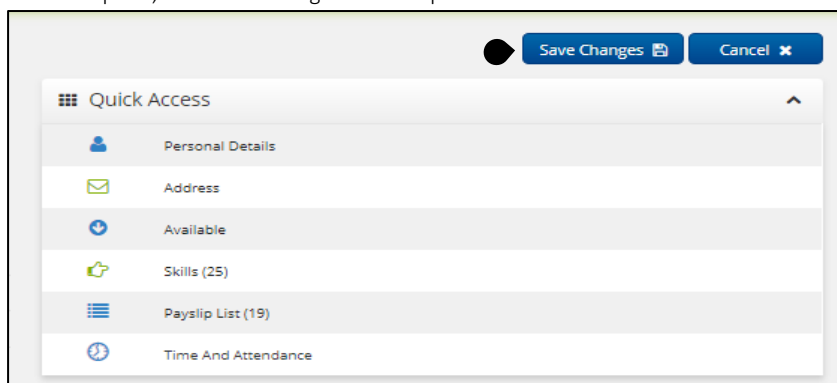 Save Changes Cancel
Quick Access
Personal Details
Address
Available
Skills (25)
Payslip List (19)
Time And Attendance